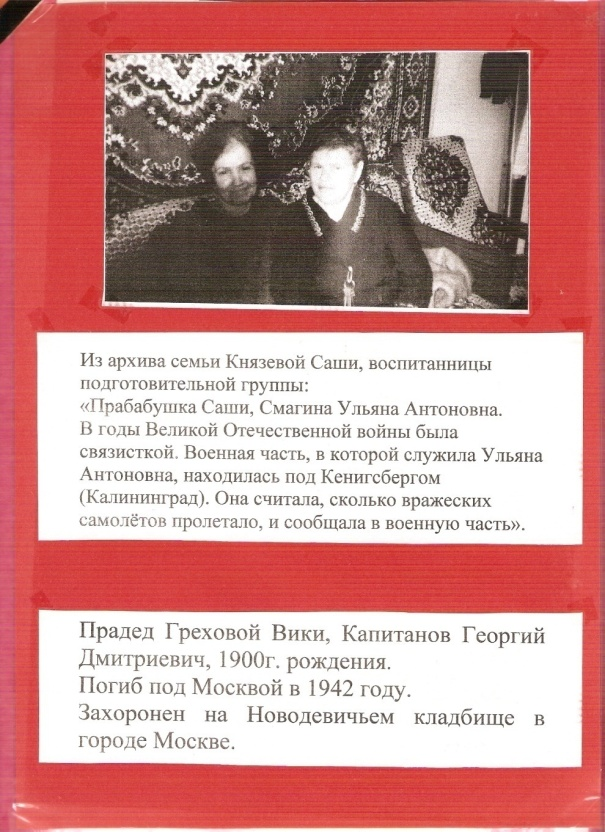 Из архива семьи Князевой Саши, воспитанницы
подготовительной группы:
«Прабабушка Саши, Смагина Ульяна Антоновна.
В годы Великой Отечественной войны была
связисткой. Военная часть, в которой служила Ульяна
Антоновна, находилась под Кенигсбергом
(Калининград). Она считала, сколько вражеских
самолётов пролетало, и сообщала в военную часть».
Прадед Греховой Вики, Капитанов Георгий
Дмитриевич, 1900г. рождения.
Погиб под Москвой в 1942 году.
Захоронен на Новодевичьем кладбище в
городе Москве.